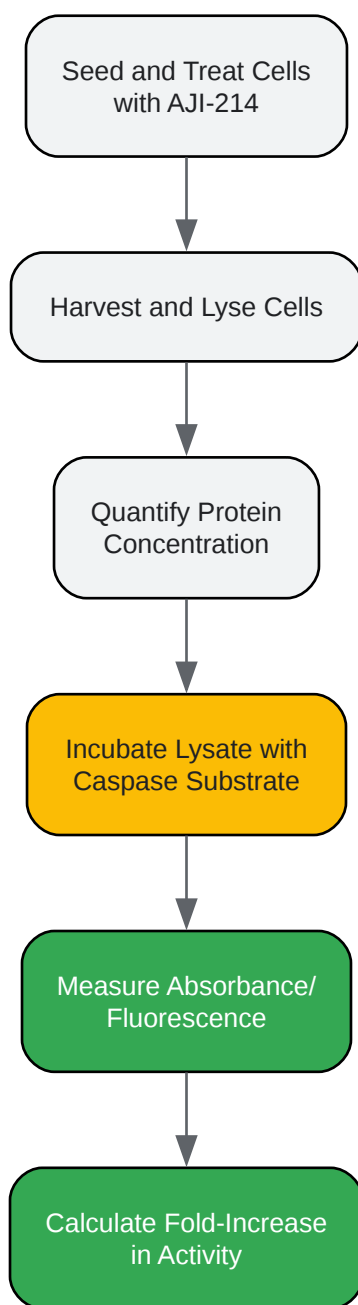 Seed and Treat Cells
with AJI-214
Harvest and Lyse Cells
Quantify Protein
Concentration
Incubate Lysate with
Caspase Substrate
Measure Absorbance/
Fluorescence
Calculate Fold-Increase
in Activity